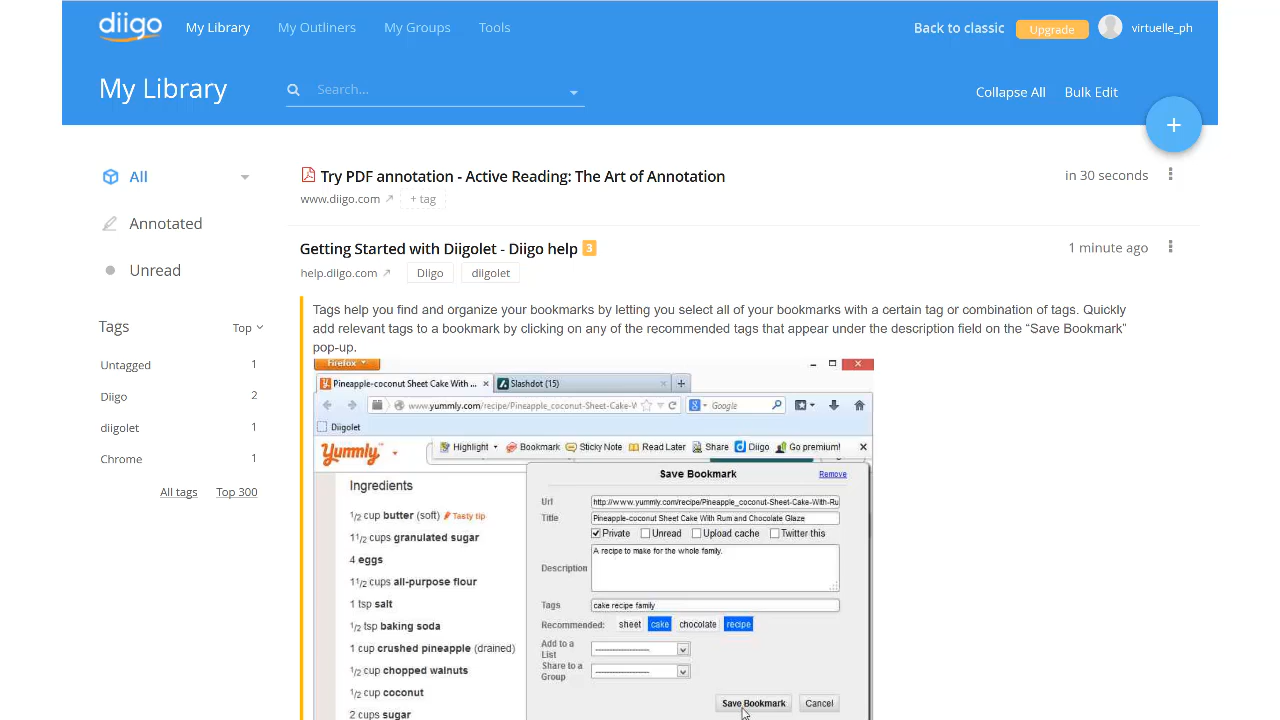 diigo My Library My Outliners My Groups Tools Back to classic Upgrade virtuelle_ph
My Library Search... Collapse All Bulk Edit
+
All
Try PDF annotation - Active Reading: The Art of Annotation in 30 seconds
www.diigo.com + tag
Annotated
Getting Started with Diigolet - Diigo help 3 1 minute ago
Unread
help.diigo.com Diigo diigolet
Tags help you find and organize your bookmarks by letting you select all of your bookmarks with a certain tag or combination of tags. Quickly
add relevant tags to a bookmark by clicking on any of the recommended tags that appear under the description field on the “Save Bookmark”
pop-up.
Tags Top
Untagged 1
Diigo 2
diigolet 1
Chrome 1
All tags Top 300
Firefox
Pineapple-coconut Sheet Cake With ... Slashdot (15)
www.yummly.com/recipe/Pineapple_coconut-Sheet-Cake-W Google
Diigolet
Yummly Highlight Bookmark Sticky Note Read Later Share Diigo Go premium!
Save Bookmark Remove
Ingredients
1/2 cup butter (soft) Tasty tip
1 1/2 cups granulated sugar
4 eggs
1 1/2 cups all-purpose flour
1 tsp salt
1/2 tsp baking soda
1 cup crushed pineapple (drained)
1/2 cup chopped walnuts
1/2 cup coconut
2 cups sugar
Url http://www.yummly.com/recipe/Pineapple_coconut-Sheet-Cake-With-Ru
Title Pineapple-coconut Sheet Cake With Rum and Chocolate Glaze
Private Unread Upload cache Twitter this
Description A recipe to make for the whole family.
Tags cake recipe family
Recommended: sheet cake chocolate recipe
Add to a
List
Share to a
Group
Save Bookmark Cancel